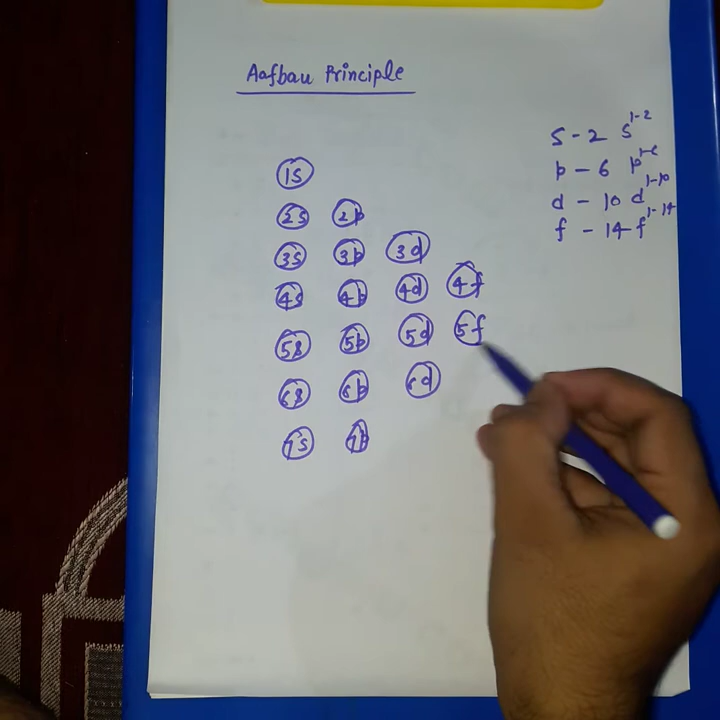 Aafbau Principle
s - 2 s¹⁻²
p - 6 p¹⁻⁶
d - 10 d¹⁻¹⁰
f - 14 f¹⁻¹⁴
1s
2s 2p
3s 3p 3d
4s 4p 4d 4f
5s 5p 5d 5f
6s 6p 6d
7s 7p